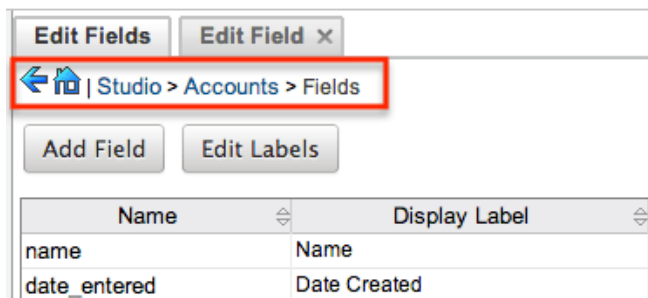 Edit Fields Edit Field ×
| Studio > Accounts > Fields
Add Field Edit Labels
Name Display Label
name Name
date_entered Date Created